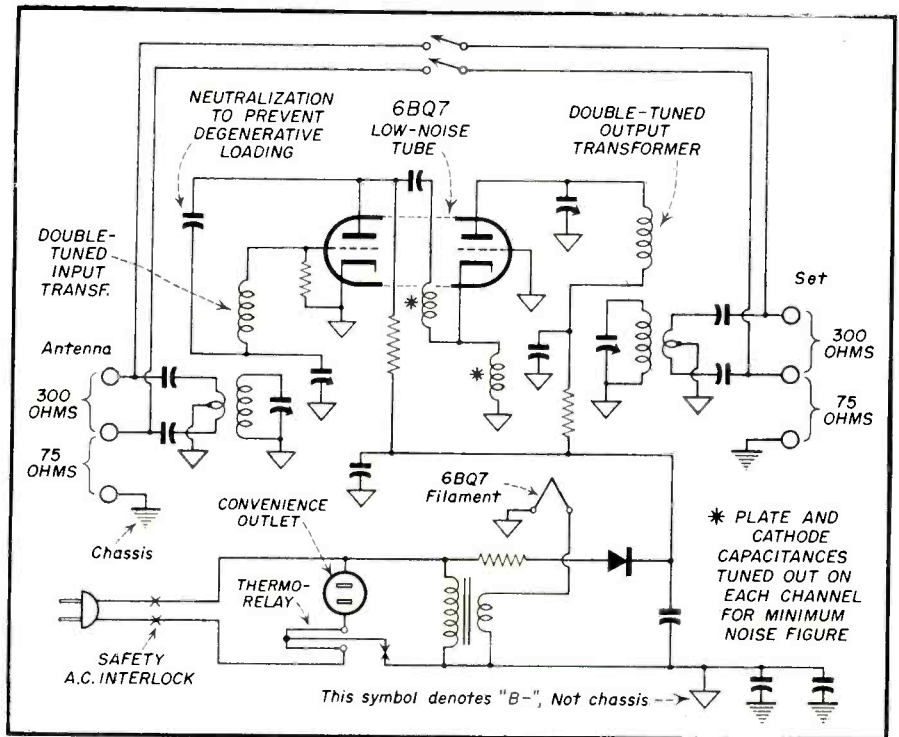 NEUTRALIZATION
TO PREVENT
DEGENERATIVE
LOADING
6BQ7
LOW-NOISE
TUBE
DOUBLE-TUNED
OUTPUT
TRANSFORMER
DOUBLE-
TUNED
INPUT
TRANSF.
Antenna
300
OHMS
75
OHMS
Chassis
Set
300
OHMS
75
OHMS
CONVENIENCE
OUTLET
THERMO-
RELAY
SAFETY
A.C. INTERLOCK
6BQ7
Filament
* PLATE AND
CATHODE
CAPACITANCES
TUNED OUT ON
EACH CHANNEL
FOR MINIMUM
NOISE FIGURE
This symbol denotes "B-", Not chassis